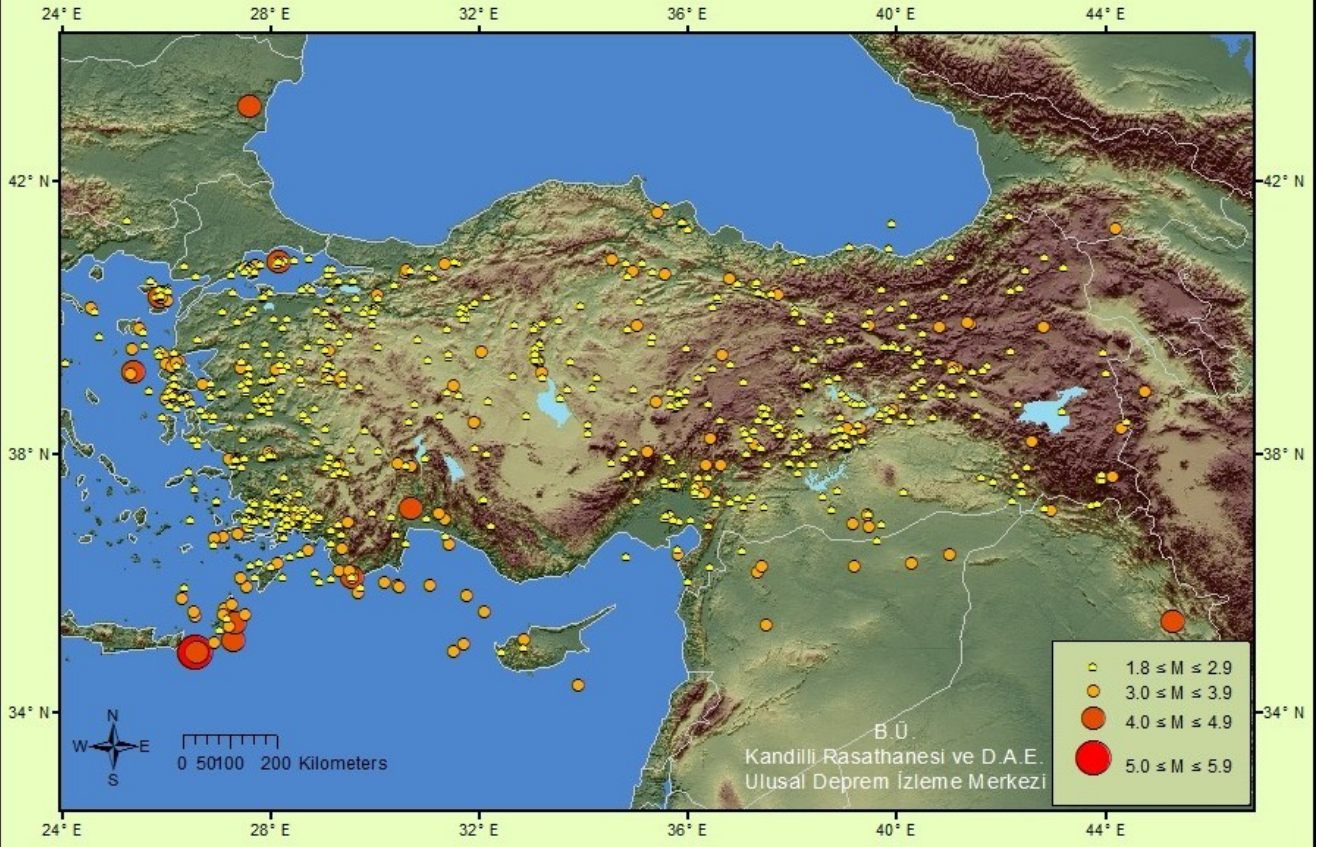 24° E 28° E 32° E 36° E 40° E 44° E
42° N 42° N
38° N 38° N
34° N 34° N
N
W E
S
0 50100 200 Kilometers
B.Ü.
Kandilli Rasathanesi ve D.A.E.
Ulusal Deprem İzleme Merkezi
1.8 ≤ M ≤ 2.9
3.0 ≤ M ≤ 3.9
4.0 ≤ M ≤ 4.9
5.0 ≤ M ≤ 5.9
24° E 28° E 32° E 36° E 40° E 44° E